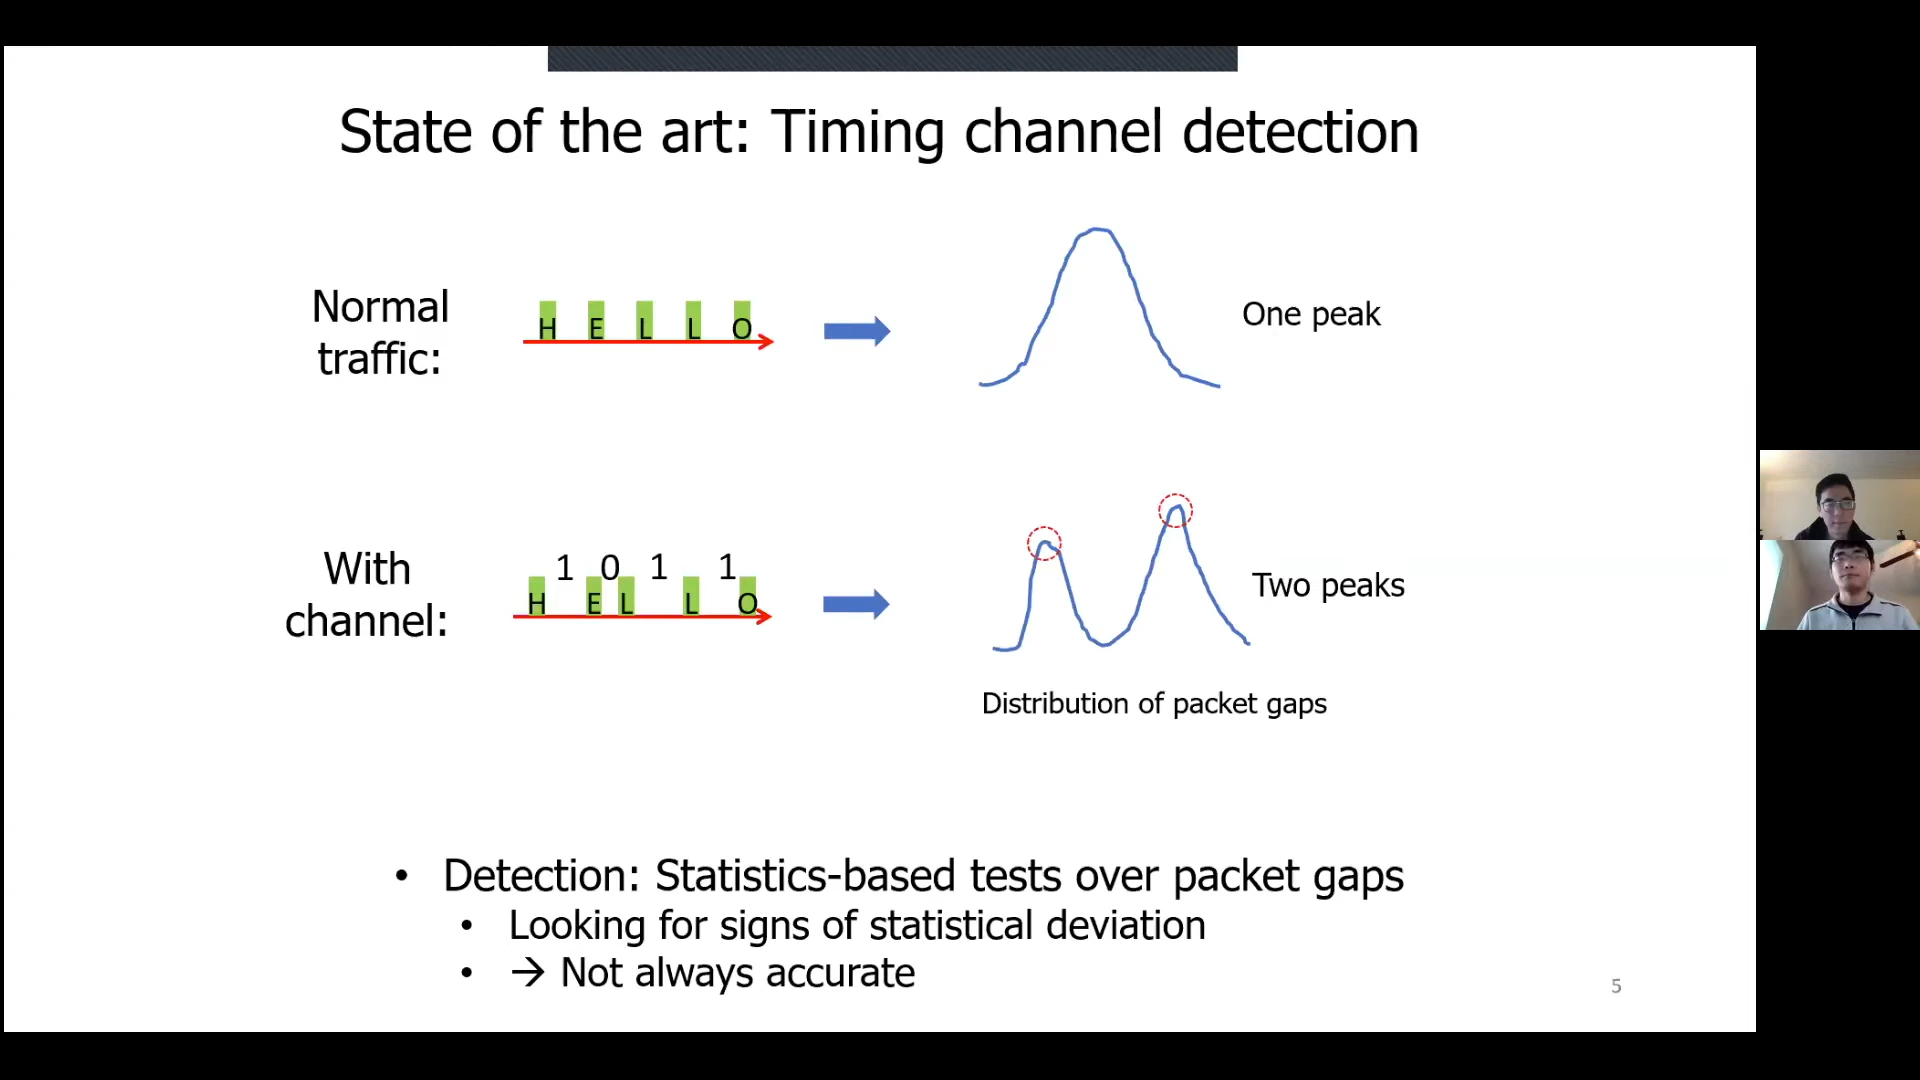 State of the art: Timing channel detection
Normal
traffic:
H E L L O
One peak
With
channel:
1 0 1 1
H E L L O
Two peaks
Distribution of packet gaps
• Detection: Statistics-based tests over packet gaps
• Looking for signs of statistical deviation
• → Not always accurate
5